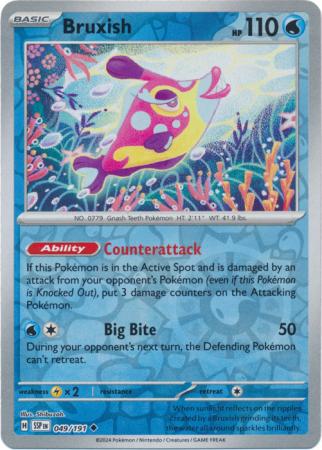 BASIC
Bruxish
HP 110
NO. 0779 Gnash Teeth Pokémon HT: 2'11" WT: 41.9 lbs.
Ability Counterattack
If this Pokémon is in the Active Spot and is damaged by an
attack from your opponent's Pokémon (even if this Pokémon
is Knocked Out), put 3 damage counters on the Attacking
Pokémon.
Big Bite 50
During your opponent's next turn, the Defending Pokémon
can't retreat.
weakness ×2 resistance retreat
Illus. Shibuzoh.
H SSP EN 049/191
When sunlight reflects on the ripples
created by Bruxish's grinding teeth,
the water all around sparkles brilliantly.
©2024 Pokémon / Nintendo / Creatures / GAME FREAK